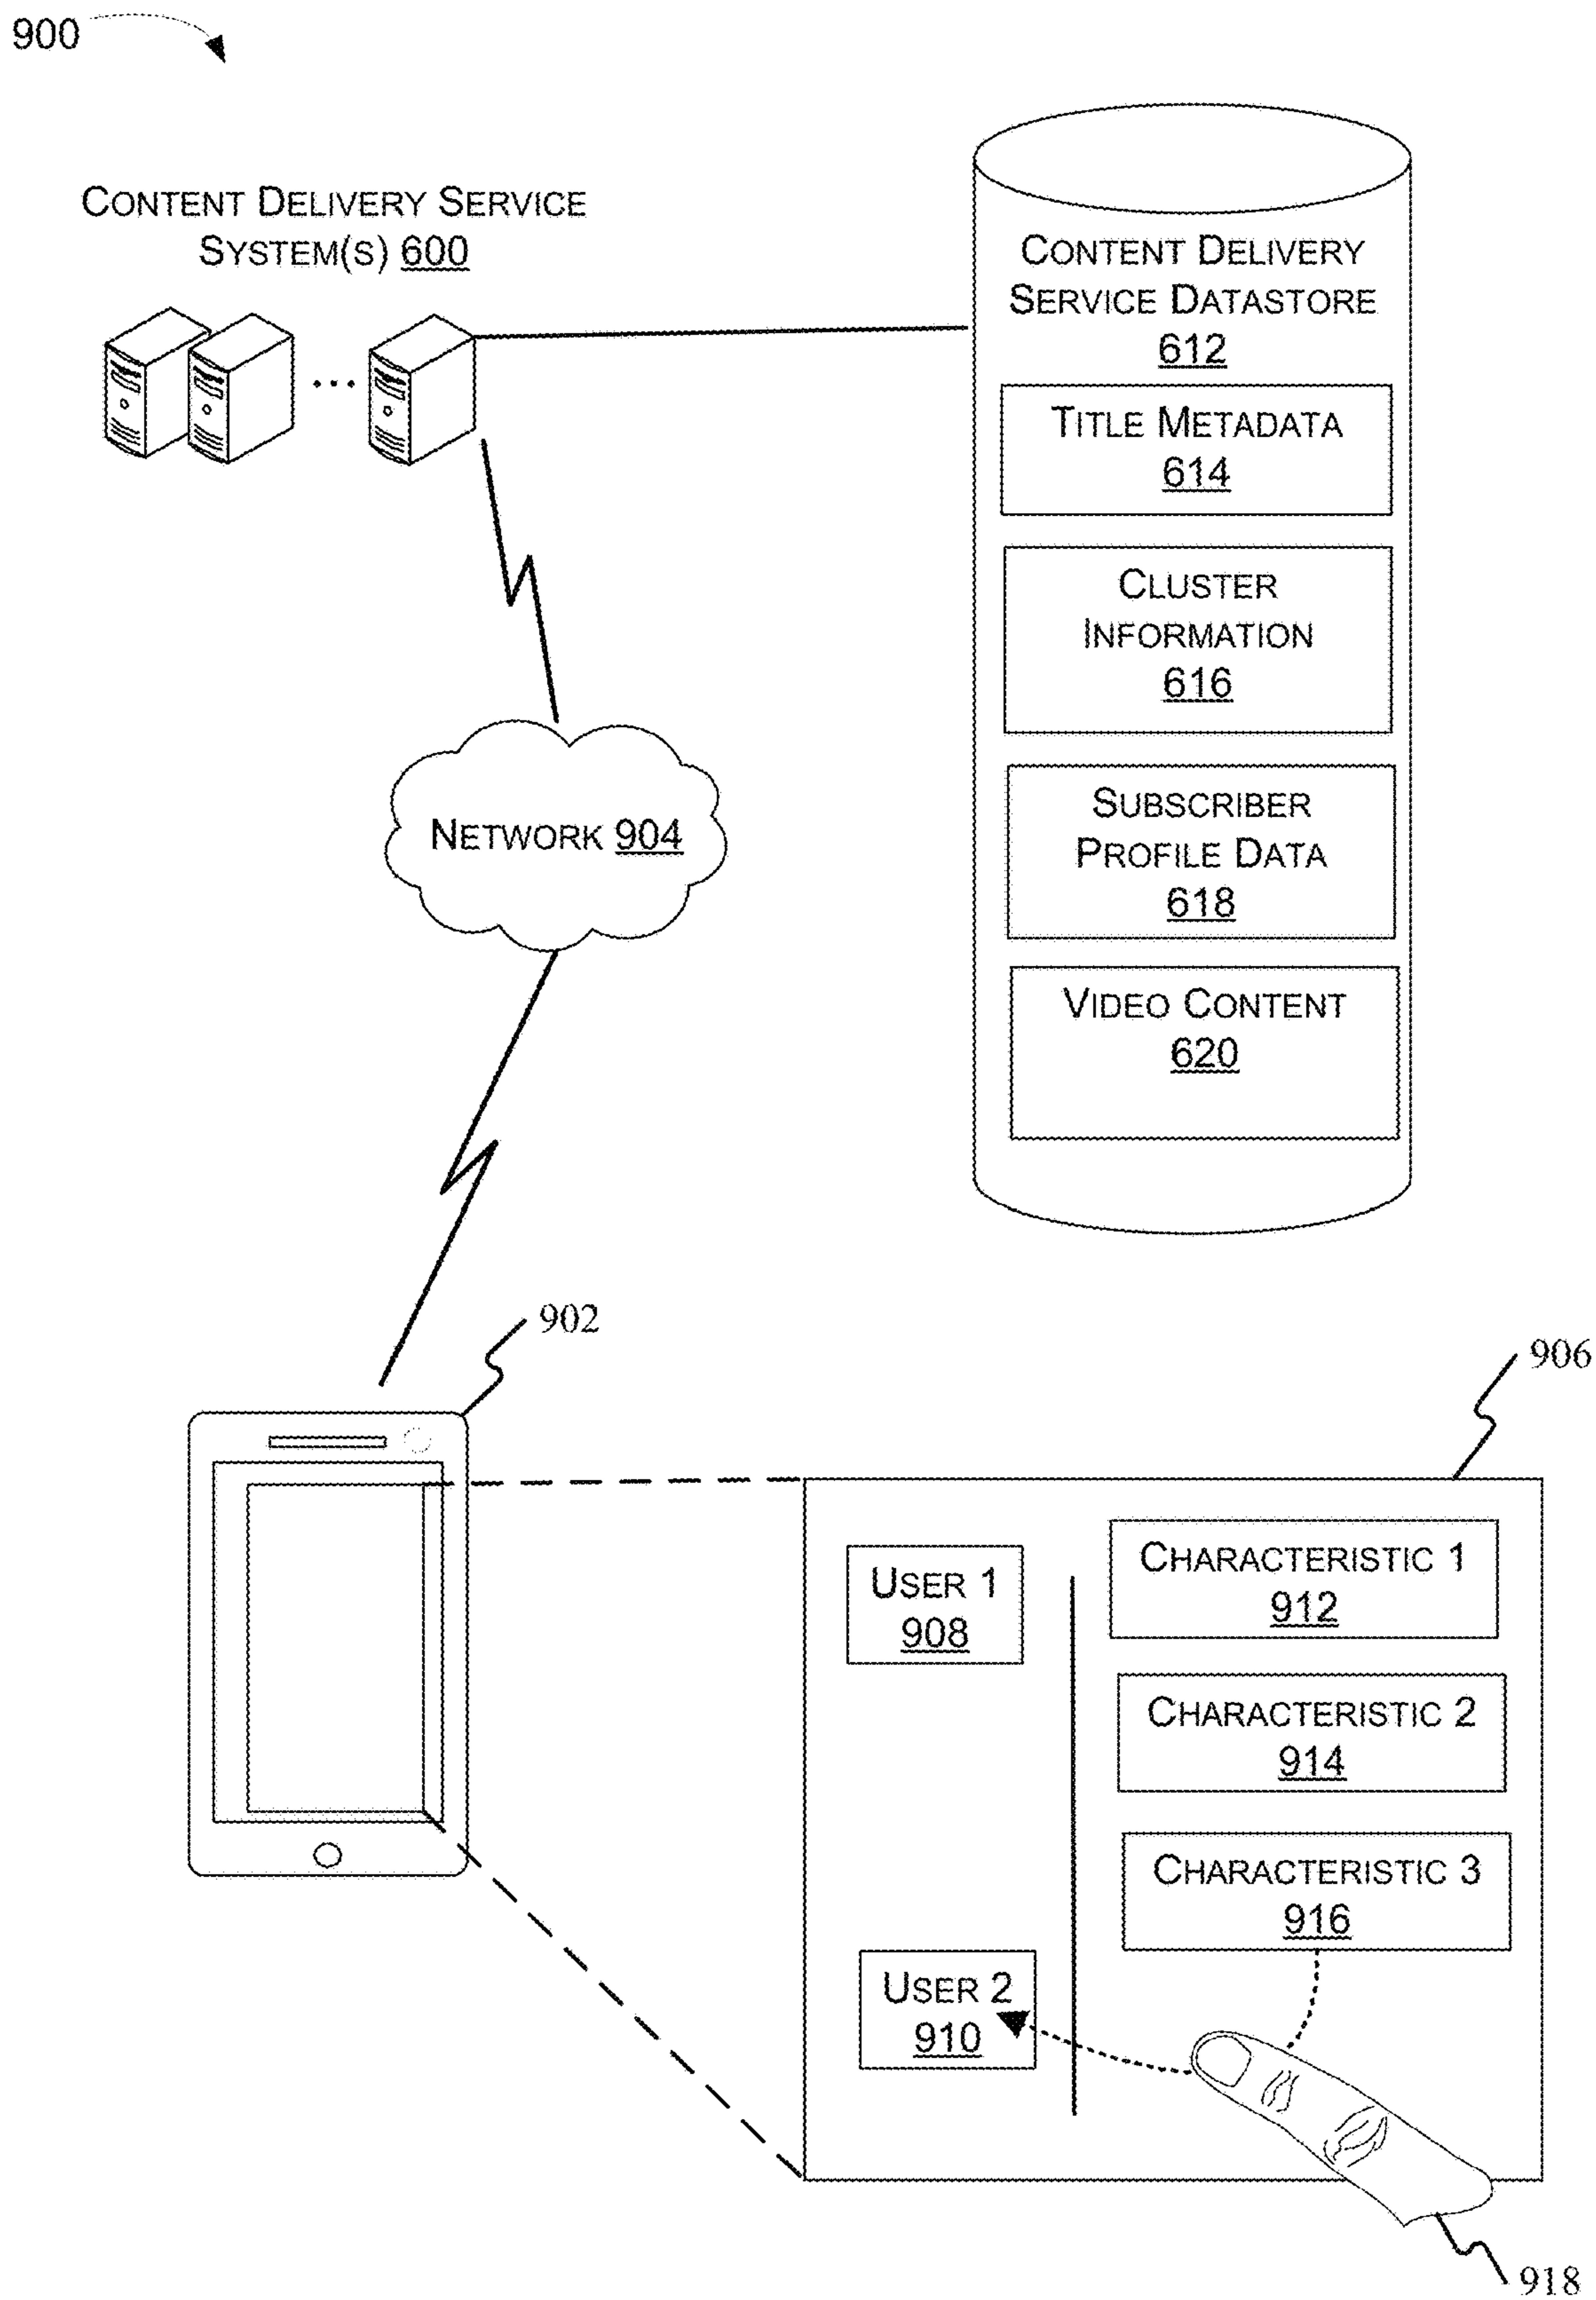 900
CONTENT DELIVERY SERVICE
SYSTEM(S) 600
CONTENT DELIVERY
SERVICE DATASTORE
612
TITLE METADATA
614
CLUSTER
INFORMATION
616
SUBSCRIBER
PROFILE DATA
618
VIDEO CONTENT
620
NETWORK 904
902
906
USER 1
908
CHARACTERISTIC 1
912
CHARACTERISTIC 2
914
CHARACTERISTIC 3
916
USER 2
910
918